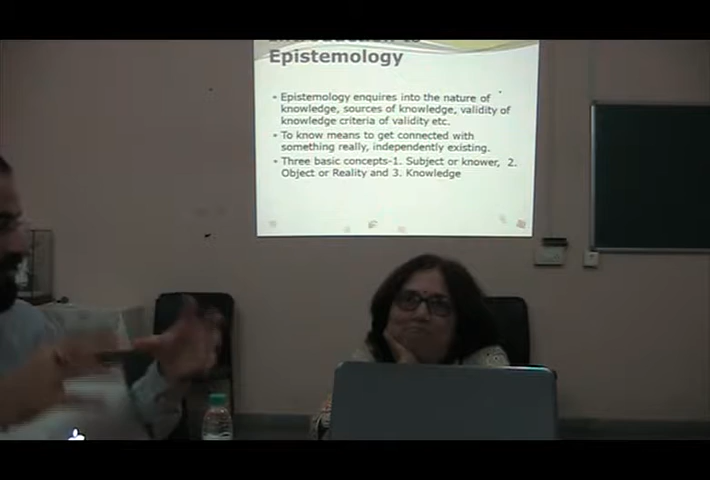 Introduction to
Epistemology
Epistemology enquires into the nature of
knowledge, sources of knowledge, validity of
knowledge criteria of validity etc.
To know means to get connected with
something really, independently existing.
Three basic concepts-1. Subject or knower, 2.
Object or Reality and 3. Knowledge